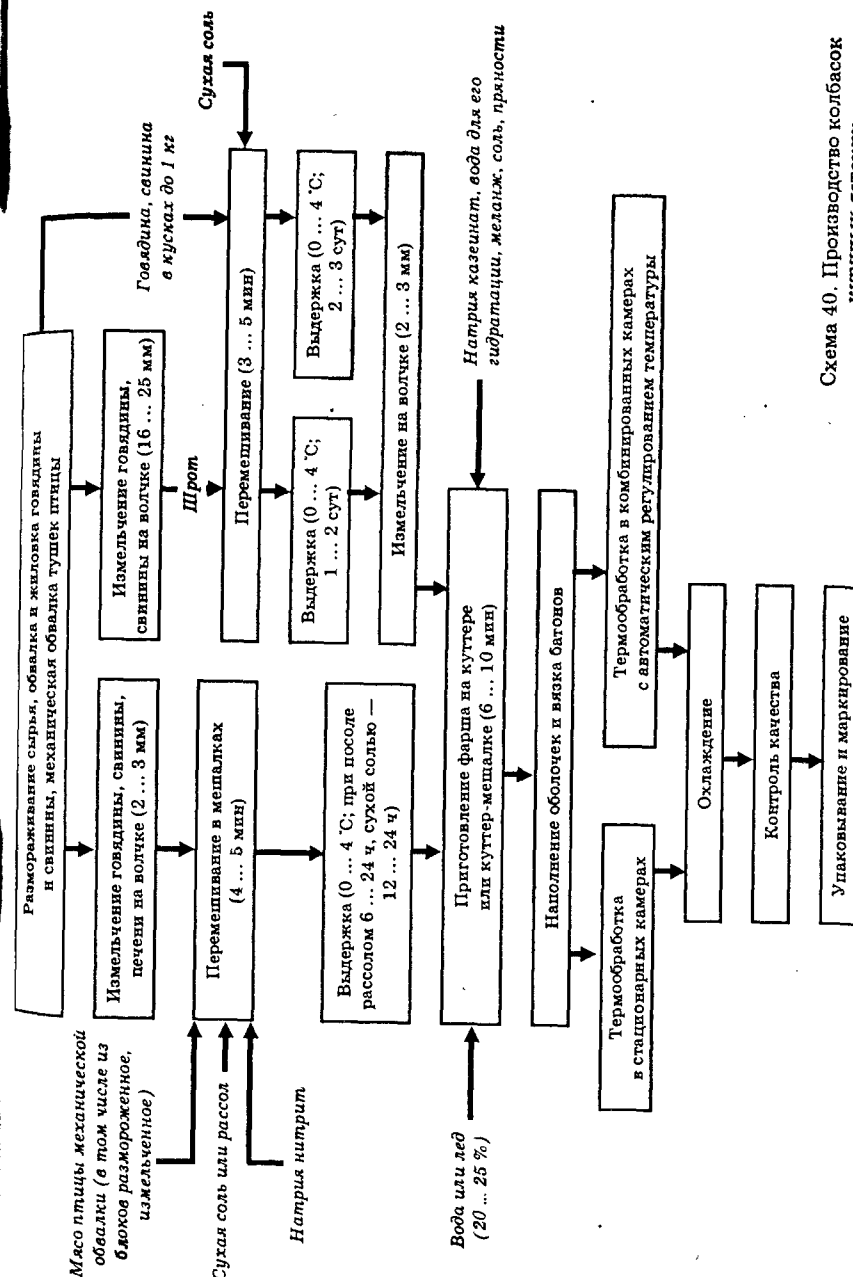 Размораживание сырья, обвалка и жиловка говядины
и свинины, механическая обвалка тушек птицы
Мясо птицы механической
обвалки (в том числе из
блоков размороженное,
измельченное)
Измельчение говядины, свинины,
печени на волчке (2 ... 3 мм)
Измельчение говядины,
свинины на волчке (16 ... 25 мм)
Говядина, свинина
в кусках до 1 кг
Сухая соль
Шрот
Сухая соль или рассол
Натрия нитрит
Перемешивание в мешалках
(4 ... 5 мин)
Перемешивание (3 ... 5 мин)
Выдержка (0 ... 4 °С; при посоле
рассолом 6 ... 24 ч, сухой солью —
12 ... 24 ч)
Выдержка (0 ... 4 °С;
1 ... 2 сут)
Выдержка (0 ... 4 °С;
2 ... 3 сут)
Измельчение на волчке (2 ... 3 мм)
Вода или лед
(20 ... 25 %)
Приготовление фарша на куттере
или куттер-мешалке (6 ... 10 мин)
Натрия казеинат, вода для его
гидратации, меланж, соль, пряности
Наполнение оболочек и вязка батонов
Термообработка
в стационарных камерах
Термообработка в комбинированных камерах
с автоматическим регулированием температуры
Охлаждение
Контроль качества
Упаковывание и маркирование
Схема 40. Производство колбасок